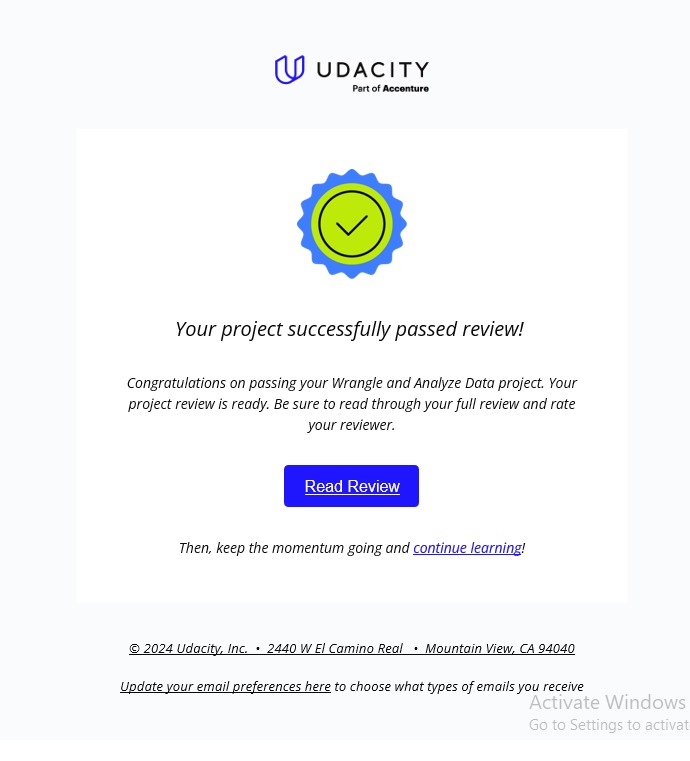 UDACITY
Part of Accenture
Your project successfully passed review!
Congratulations on passing your Wrangle and Analyze Data project. Your
project review is ready. Be sure to read through your full review and rate
your reviewer.
Read Review
Then, keep the momentum going and continue learning!
© 2024 Udacity, Inc. • 2440 W El Camino Real • Mountain View, CA 94040
Update your email preferences here to choose what types of emails you receive
Activate Windows
Go to Settings to activat